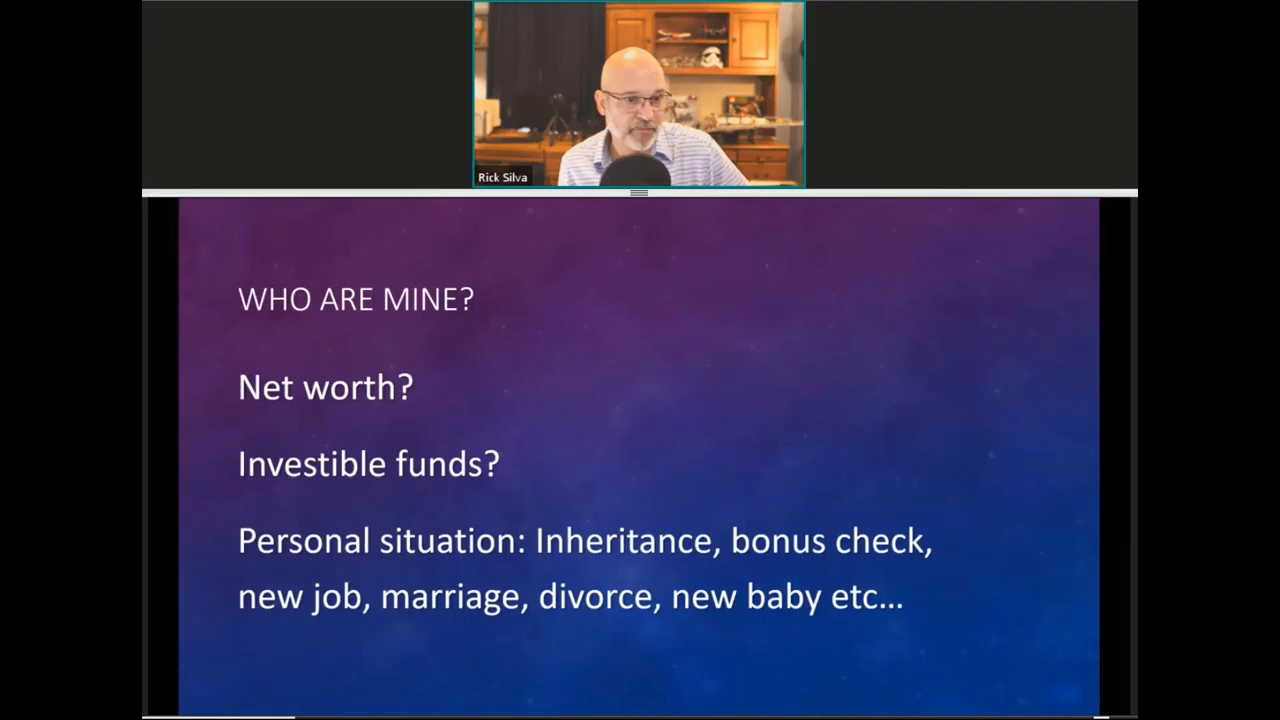 Rick Silva
WHO ARE MINE?
Net worth?
Investible funds?
Personal situation: Inheritance, bonus check,
new job, marriage, divorce, new baby etc...